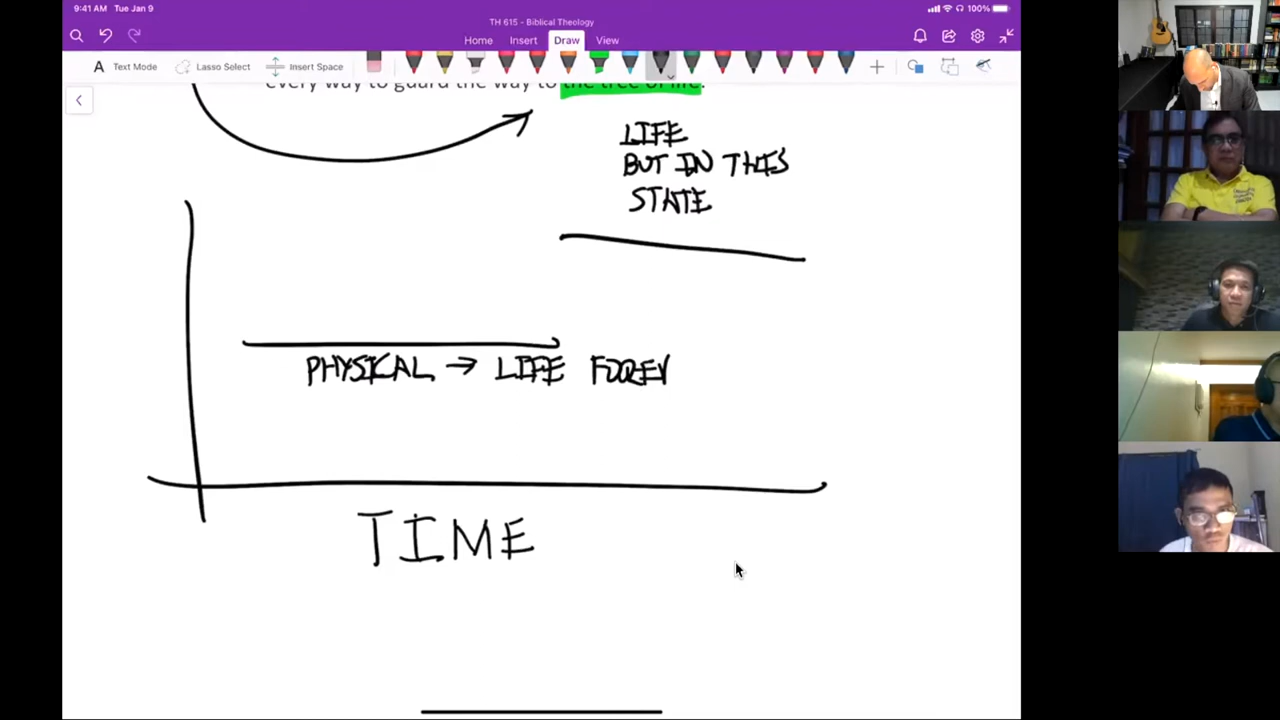 9:41 AM Tue Jan 9
100%
TH 615 - Biblical Theology
Home Insert Draw View
Text Mode Lasso Select Insert Space
every way to guard the way to the tree of life.
LIFE
BUT IN THIS
STATE
PHYSICAL → LIFE FOREV
TIME